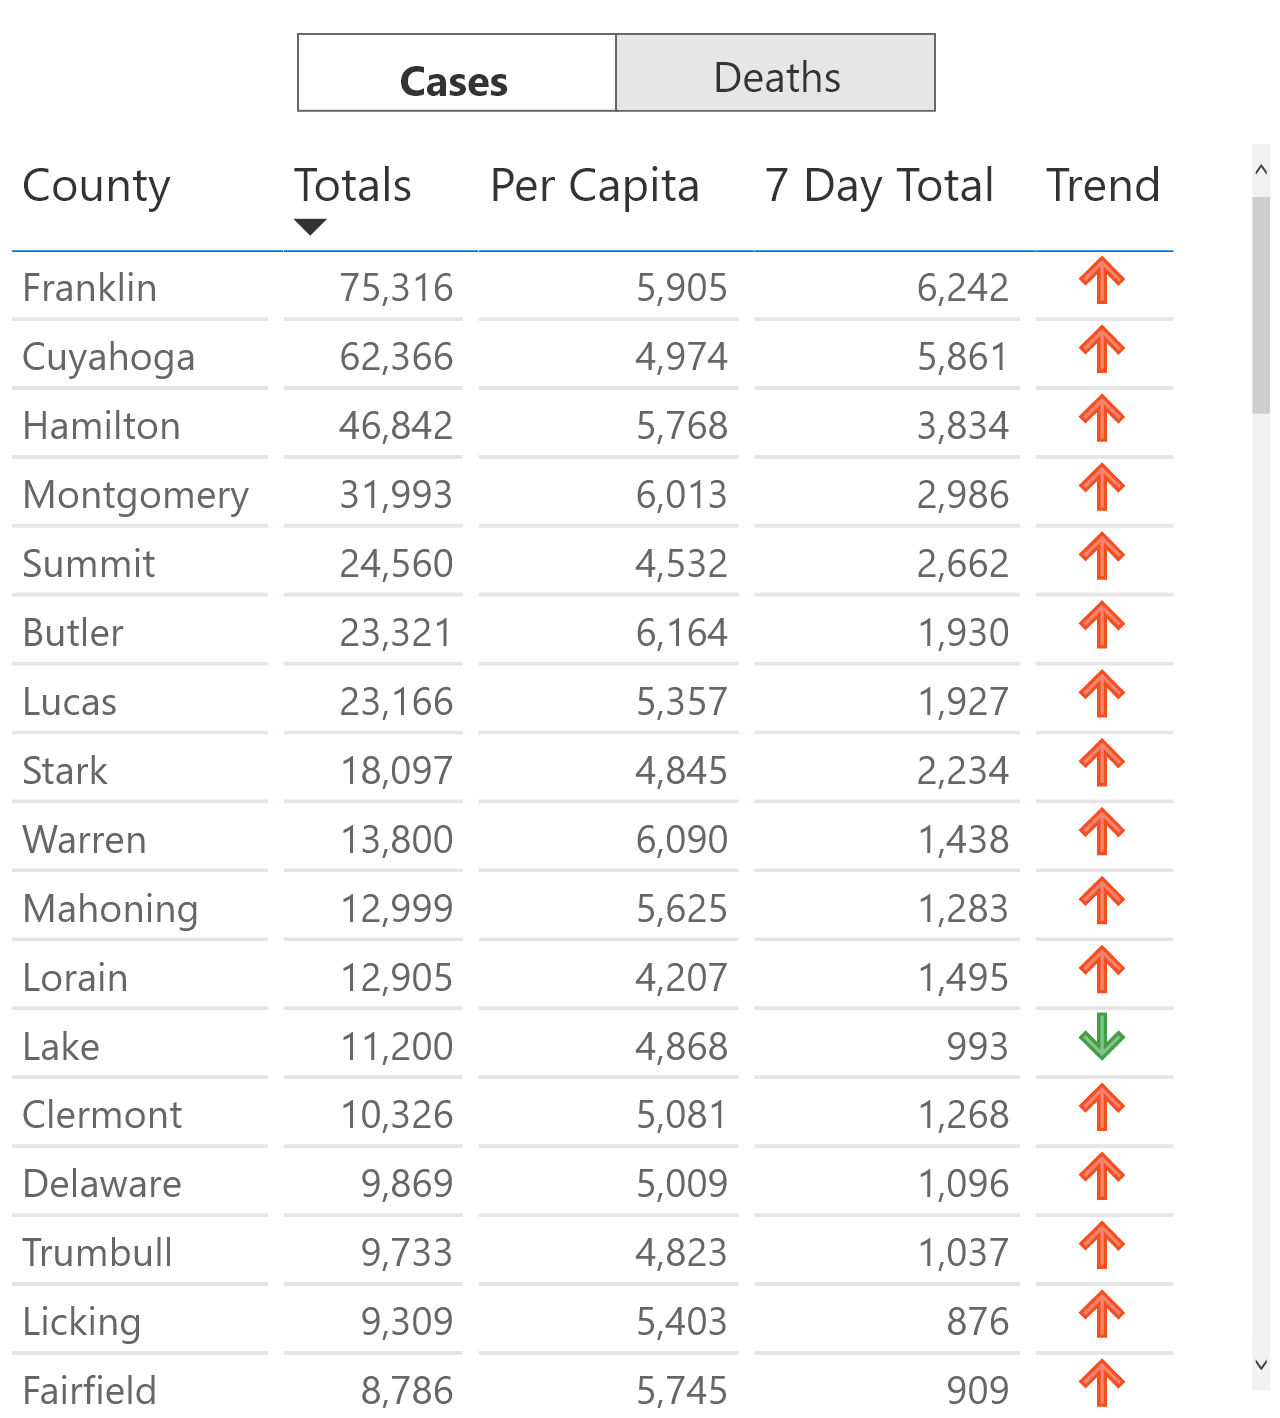 Cases Deaths
County Totals Per Capita 7 Day Total Trend
Franklin 75,316 5,905 6,242
Cuyahoga 62,366 4,974 5,861
Hamilton 46,842 5,768 3,834
Montgomery 31,993 6,013 2,986
Summit 24,560 4,532 2,662
Butler 23,321 6,164 1,930
Lucas 23,166 5,357 1,927
Stark 18,097 4,845 2,234
Warren 13,800 6,090 1,438
Mahoning 12,999 5,625 1,283
Lorain 12,905 4,207 1,495
Lake 11,200 4,868 993
Clermont 10,326 5,081 1,268
Delaware 9,869 5,009 1,096
Trumbull 9,733 4,823 1,037
Licking 9,309 5,403 876
Fairfield 8,786 5,745 909